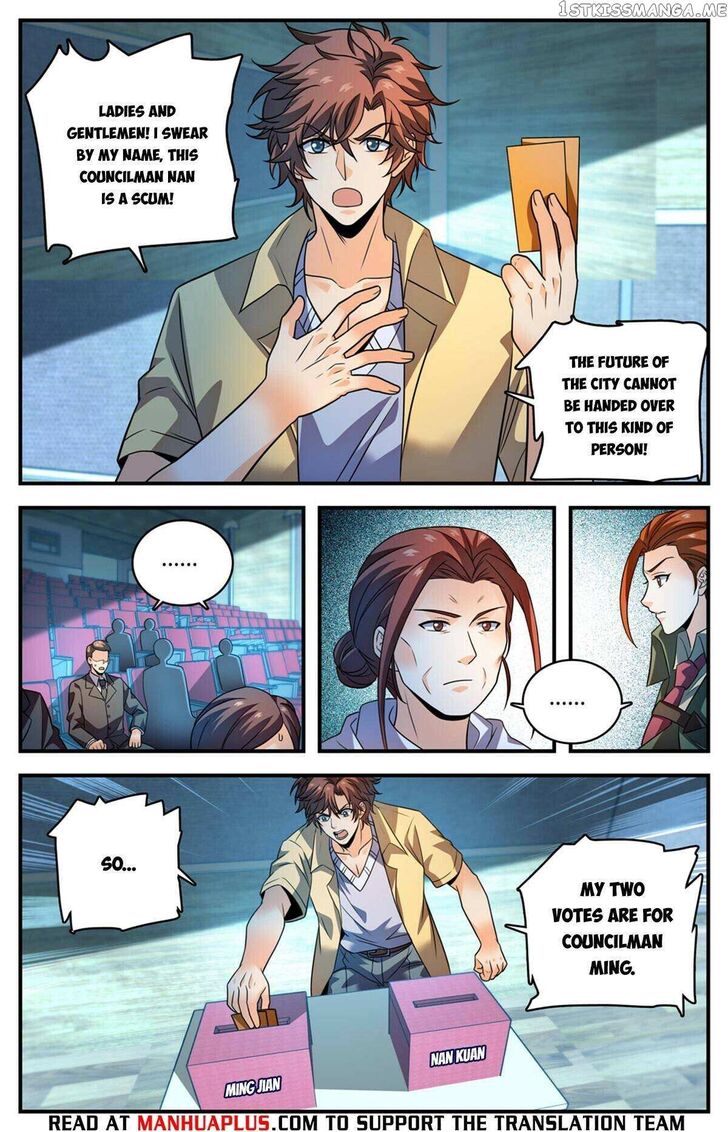 1STKISSMANGA.ME
LADIES AND
GENTLEMEN! I SWEAR
BY MY NAME, THIS
COUNCILMAN NAN
IS A SCUM!
THE FUTURE OF
THE CITY CANNOT
BE HANDED OVER
TO THIS KIND OF
PERSON!
......
......
SO...
MY TWO
VOTES ARE FOR
COUNCILMAN
MING.
MING JIAN
NAN KUAN
READ AT MANHUAPLUS.COM TO SUPPORT THE TRANSLATION TEAM